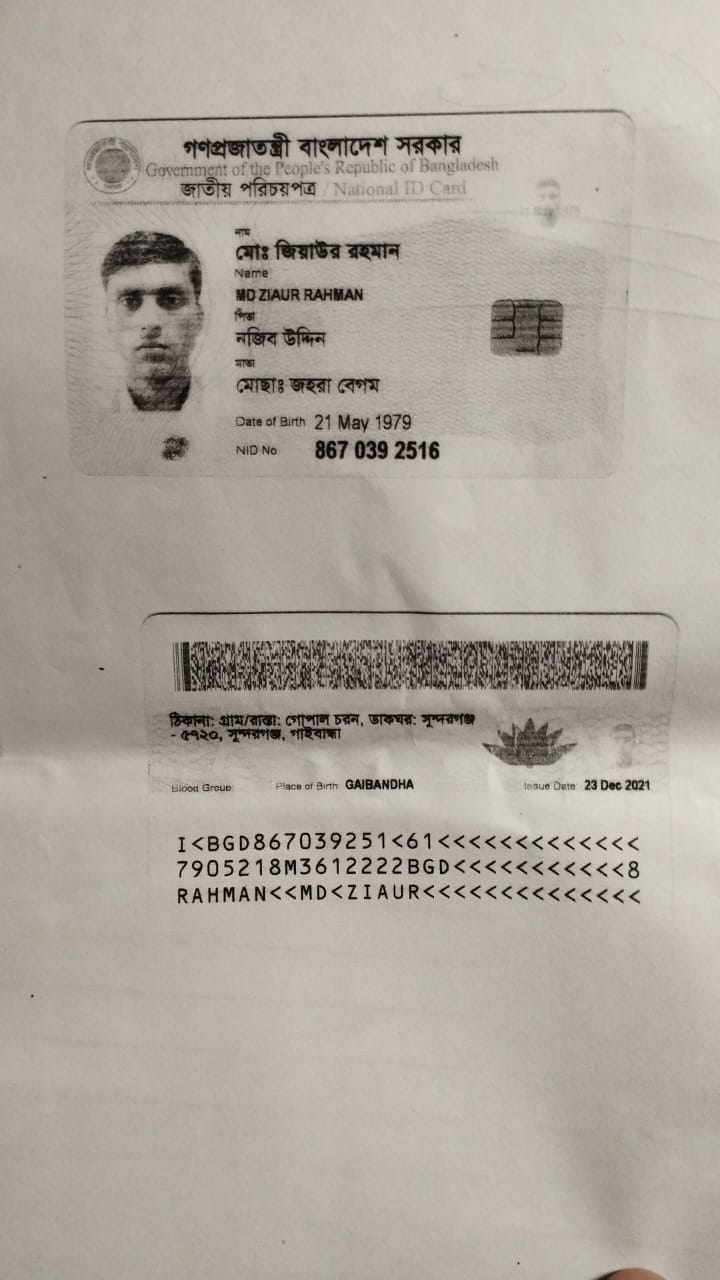 গণপ্রজাতন্ত্রী বাংলাদেশ সরকার
Government of the People's Republic of Bangladesh
জাতীয় পরিচয়পত্র / National ID Card
নাম
মোঃ জিয়াউর রহমান
Name
MD ZIAUR RAHMAN
পিতা
নজিব উদ্দিন
মাতা
মোছাঃ জহুরা বেগম
Date of Birth 21 May 1979
NID No. 867 039 2516
ঠিকানা: গ্রাম/রাস্তা: গোপাল চরন, ডাকঘর: সুন্দরগঞ্জ
- ৫৭২০, সুন্দরগঞ্জ, গাইবান্ধা
Blood Group: Place of Birth: GAIBANDHA Issue Date: 23 Dec 2021
I<BGD867039251<61<<<<<<<<<<<<<
7905218M3612222BGD<<<<<<<<<<<8
RAHMAN<<MD<ZIAUR<<<<<<<<<<<<<<